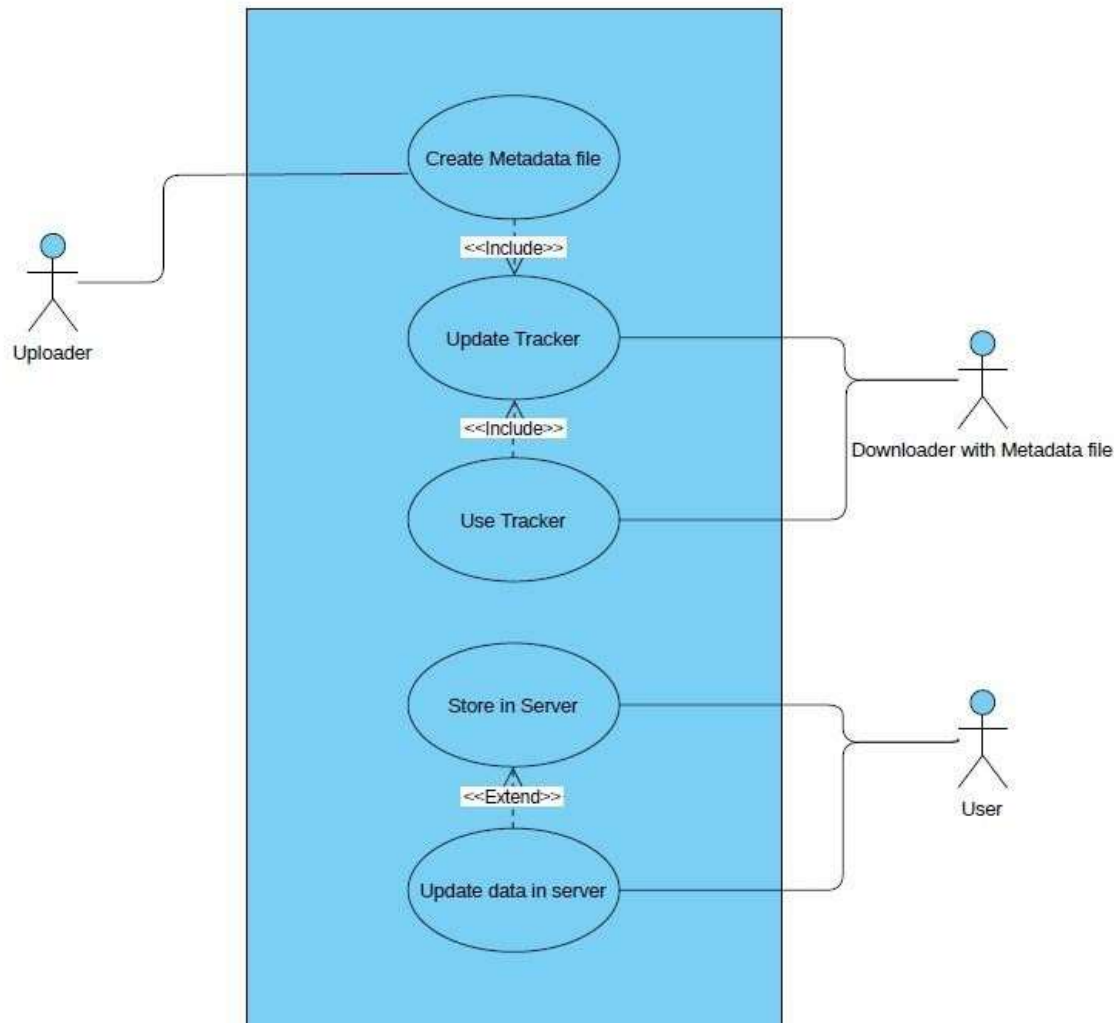 Create Metadata file
<<Include>>
Uploader
Update Tracker
<<Include>>
Downloader with Metadata file
Use Tracker
Store in Server
<<Extend>>
User
Update data in server